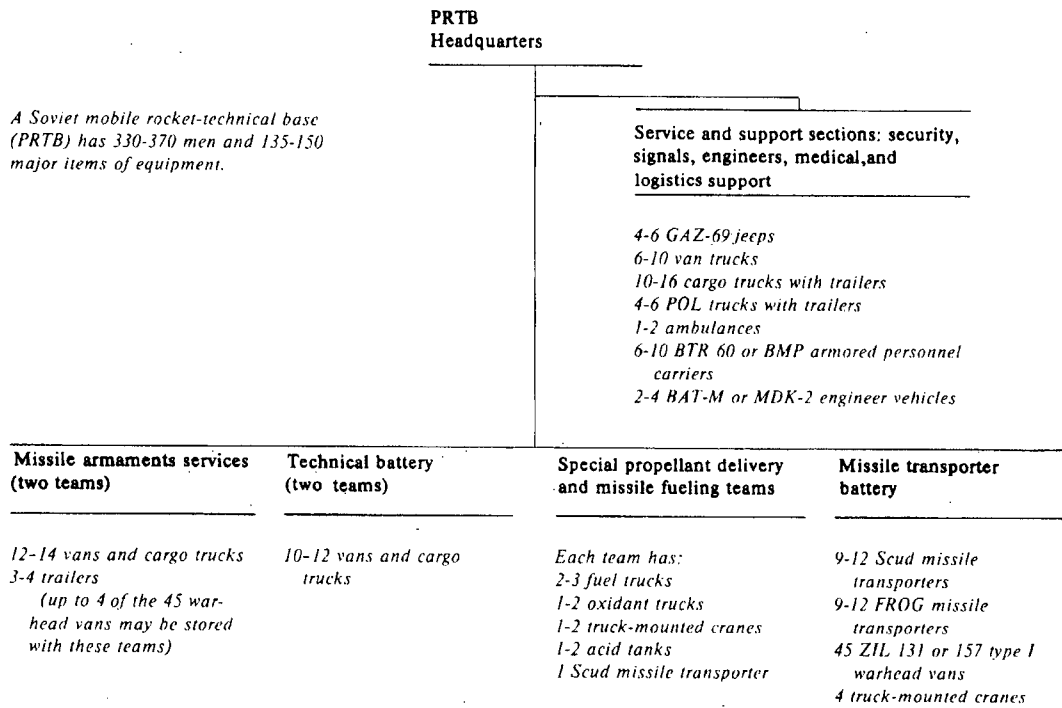 PRTB
Headquarters
A Soviet mobile rocket-technical base
(PRTB) has 330-370 men and 135-150
major items of equipment.
Service and support sections: security,
signals, engineers, medical,and
logistics support
4-6 GAZ-69 jeeps
6-10 van trucks
10-16 cargo trucks with trailers
4-6 POL trucks with trailers
1-2 ambulances
6-10 BTR 60 or BMP armored personnel
carriers
2-4 BAT-M or MDK-2 engineer vehicles
Missile armaments services
(two teams)
12-14 vans and cargo trucks
3-4 trailers
(up to 4 of the 45 war-
head vans may be stored
with these teams)
Technical battery
(two teams)
10-12 vans and cargo
trucks
Special propellant delivery
and missile fueling teams
Each team has:
2-3 fuel trucks
1-2 oxidant trucks
1-2 truck-mounted cranes
1-2 acid tanks
1 Scud missile transporter
Missile transporter
battery
9-12 Scud missile
transporters
9-12 FROG missile
transporters
45 ZIL 131 or 157 type I
warhead vans
4 truck-mounted cranes